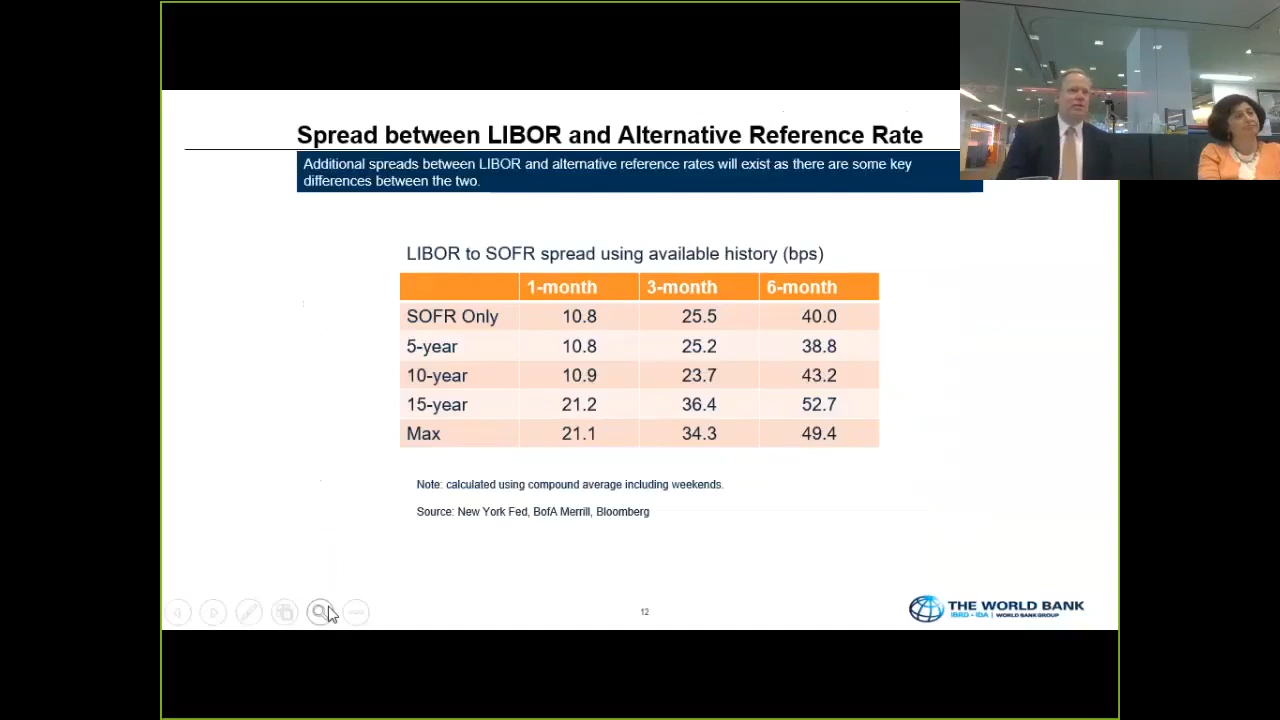 Spread between LIBOR and Alternative Reference Rate
Additional spreads between LIBOR and alternative reference rates will exist as there are some key
differences between the two.
LIBOR to SOFR spread using available history (bps)
1-month 3-month 6-month
SOFR Only 10.8 25.5 40.0
5-year 10.8 25.2 38.8
10-year 10.9 23.7 43.2
15-year 21.2 36.4 52.7
Max 21.1 34.3 49.4
Note: calculated using compound average including weekends.
Source: New York Fed, BofA Merrill, Bloomberg
12
THE WORLD BANK
IBRD • IDA | WORLD BANK GROUP